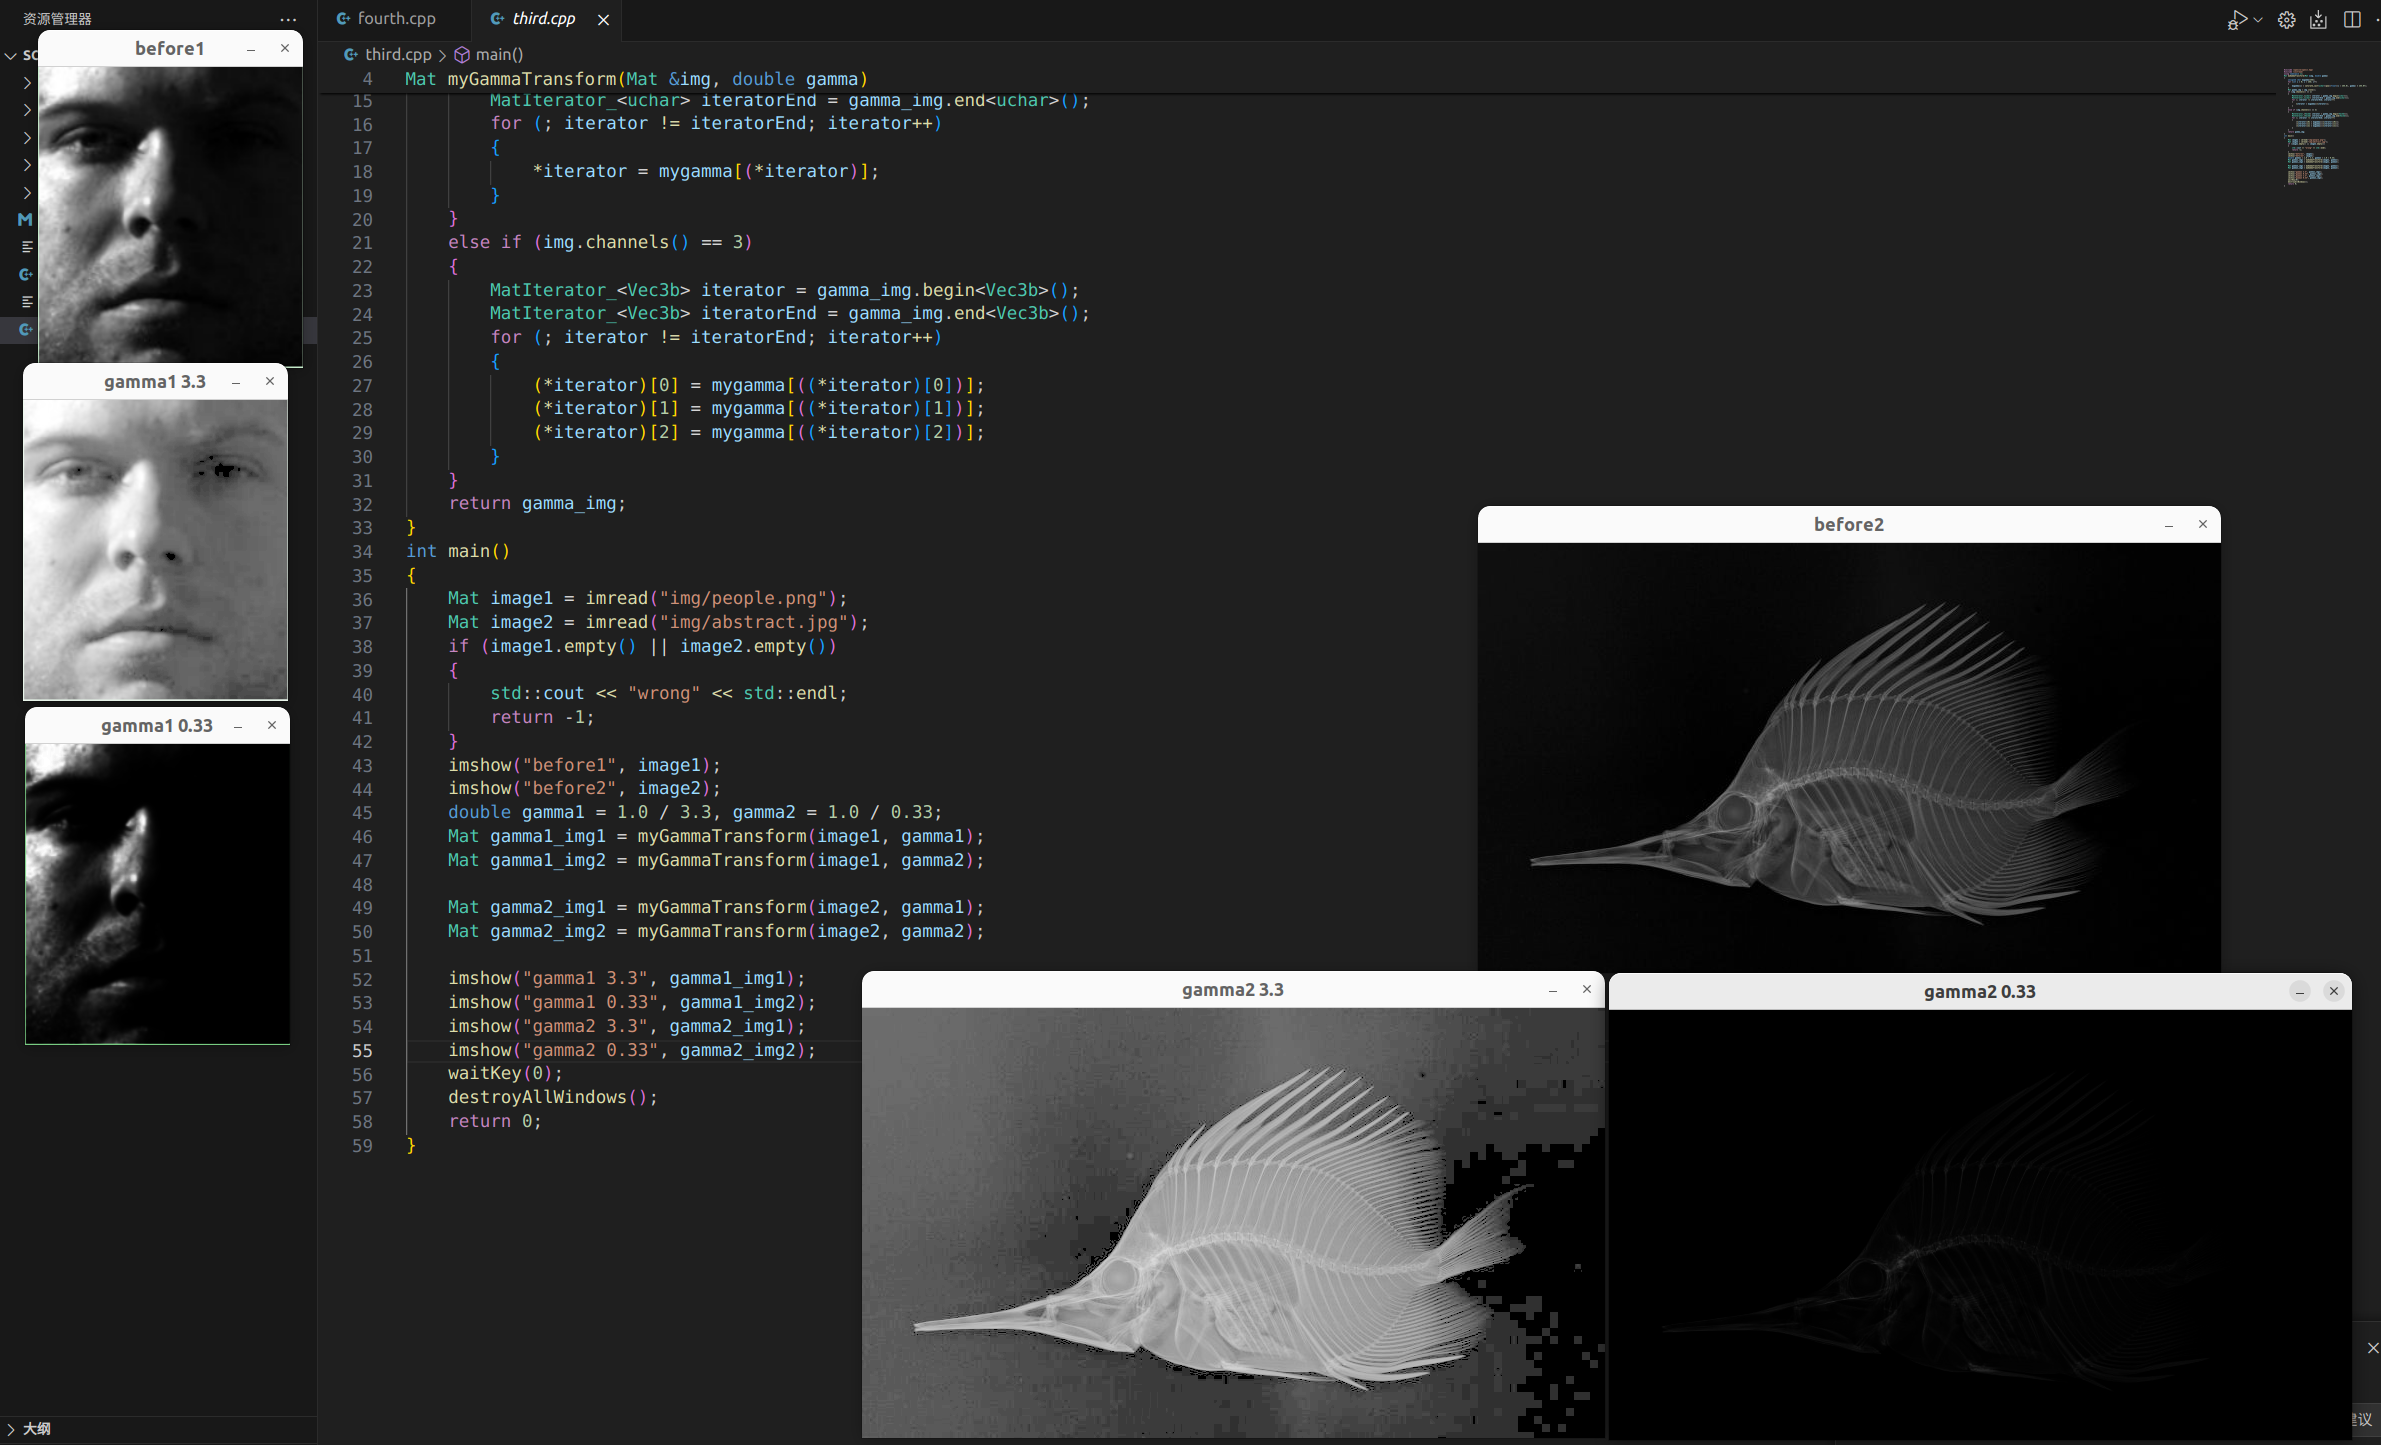 资源管理器
before1
SC
gamma1 3.3
gamma1 0.33
大纲
fourth.cpp
third.cpp
third.cpp > main()
4 Mat myGammaTransform(Mat &img, double gamma)
15 MatIterator_<uchar> iteratorEnd = gamma_img.end<uchar>();
16 for (; iterator != iteratorEnd; iterator++)
17 {
18 *iterator = mygamma[(*iterator)];
19 }
20 }
21 else if (img.channels() == 3)
22 {
23 MatIterator_<Vec3b> iterator = gamma_img.begin<Vec3b>();
24 MatIterator_<Vec3b> iteratorEnd = gamma_img.end<Vec3b>();
25 for (; iterator != iteratorEnd; iterator++)
26 {
27 (*iterator)[0] = mygamma[((*iterator)[0])];
28 (*iterator)[1] = mygamma[((*iterator)[1])];
29 (*iterator)[2] = mygamma[((*iterator)[2])];
30 }
31 }
32 return gamma_img;
33 }
34 int main()
35 {
36 Mat image1 = imread("img/people.png");
37 Mat image2 = imread("img/abstract.jpg");
38 if (image1.empty() || image2.empty())
39 {
40 std::cout << "wrong" << std::endl;
41 return -1;
42 }
43 imshow("before1", image1);
44 imshow("before2", image2);
45 double gamma1 = 1.0 / 3.3, gamma2 = 1.0 / 0.33;
46 Mat gamma1_img1 = myGammaTransform(image1, gamma1);
47 Mat gamma1_img2 = myGammaTransform(image1, gamma2);
48
49 Mat gamma2_img1 = myGammaTransform(image2, gamma1);
50 Mat gamma2_img2 = myGammaTransform(image2, gamma2);
51
52 imshow("gamma1 3.3", gamma1_img1);
53 imshow("gamma1 0.33", gamma1_img2);
54 imshow("gamma2 3.3", gamma2_img1);
55 imshow("gamma2 0.33", gamma2_img2);
56 waitKey(0);
57 destroyAllWindows();
58 return 0;
59 }
before2
gamma2 3.3
gamma2 0.33
议